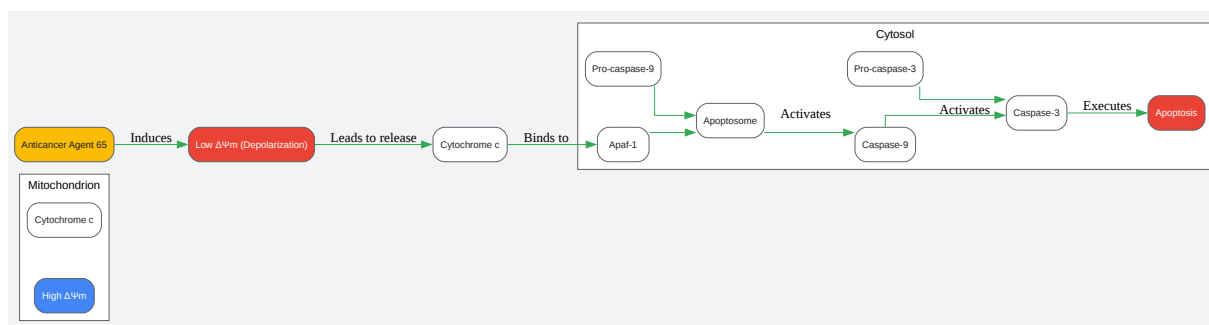 Cytosol
Pro-caspase-9
Pro-caspase-3
Apoptosome
Activates
Activates
Caspase-3
Executes
Apoptosis
Anticancer Agent 65
Induces
Low ΔΨm (Depolarization)
Leads to release
Cytochrome c
Binds to
Apaf-1
Caspase-9
Mitochondrion
Cytochrome c
High ΔΨm